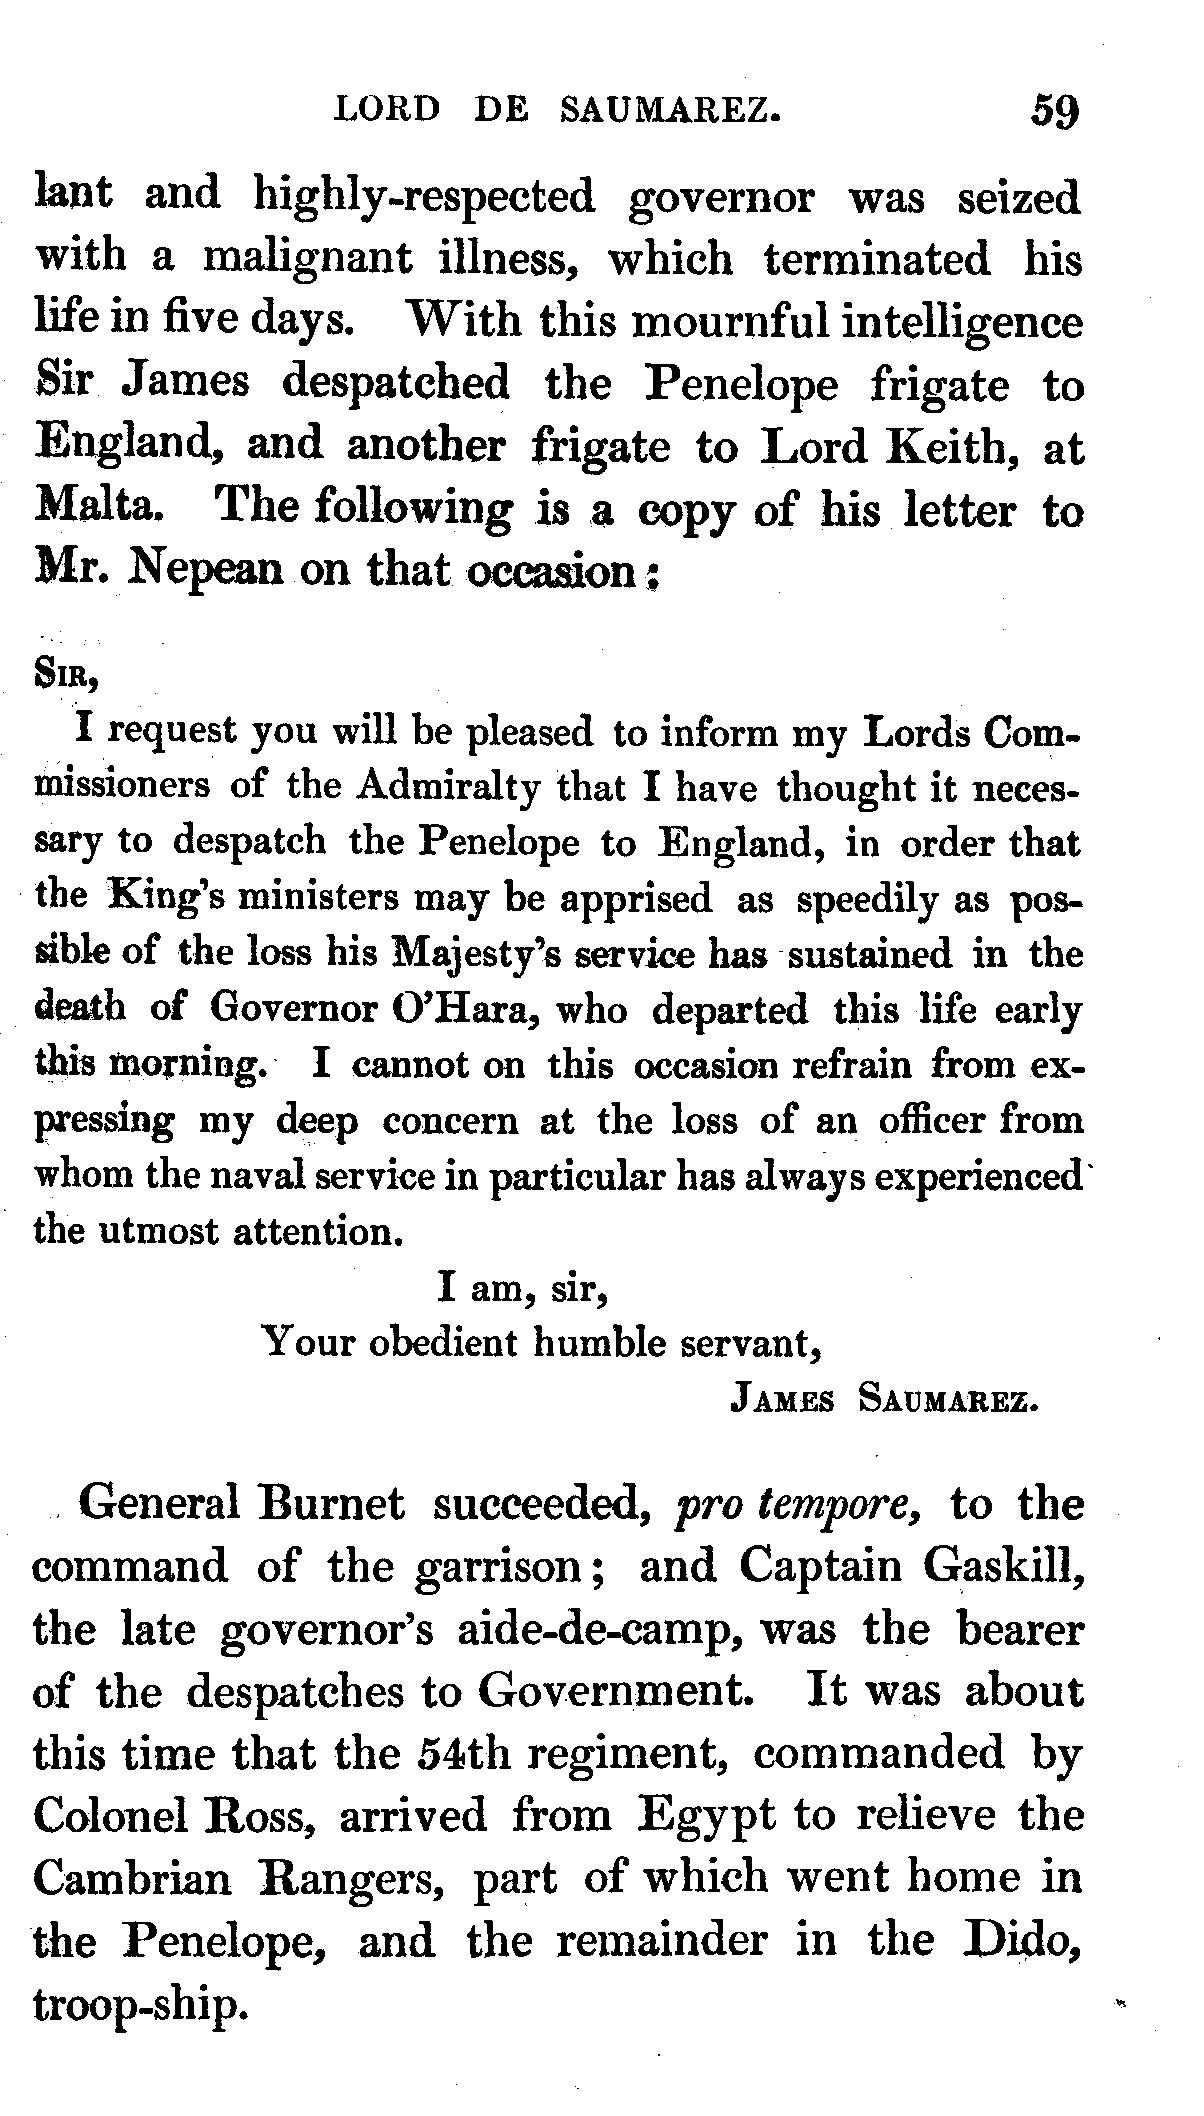 LORD DE SAUMAREZ. 59
lant and highly-respected governor was seized
with a malignant illness, which terminated his
life in five days. With this mournful intelligence
Sir James despatched the Penelope frigate to
England, and another frigate to Lord Keith, at
Malta. The following is a copy of his letter to
Mr. Nepean on that occasion:
SIR,
I request you will be pleased to inform my Lords Com-
missioners of the Admiralty that I have thought it neces-
sary to despatch the Penelope to England, in order that
the King's ministers may be apprised as speedily as pos-
sible of the loss his Majesty's service has sustained in the
death of Governor O'Hara, who departed this life early
this morning. I cannot on this occasion refrain from ex-
pressing my deep concern at the loss of an officer from
whom the naval service in particular has always experienced
the utmost attention.
I am, sir,
Your obedient humble servant,
JAMES SAUMAREZ.
General Burnet succeeded, pro tempore, to the
command of the garrison; and Captain Gaskill,
the late governor's aide-de-camp, was the bearer
of the despatches to Government. It was about
this time that the 54th regiment, commanded by
Colonel Ross, arrived from Egypt to relieve the
Cambrian Rangers, part of which went home in
the Penelope, and the remainder in the Dido,
troop-ship.